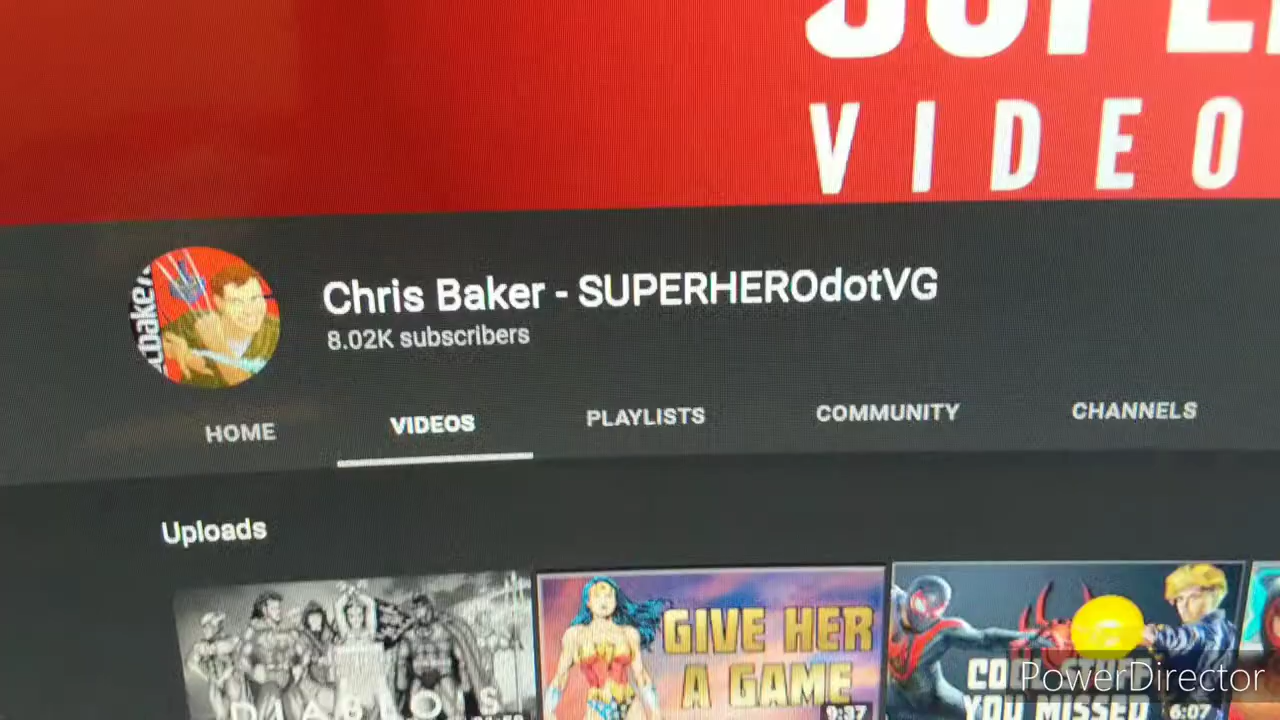 VIDEO
cbaker
Chris Baker - SUPERHEROdotVG
8.02K subscribers
HOME
VIDEOS
PLAYLISTS
COMMUNITY
CHANNELS
Uploads
GIVE HER
A GAME
9:37
YOU MISSED
6:07
PowerDirector